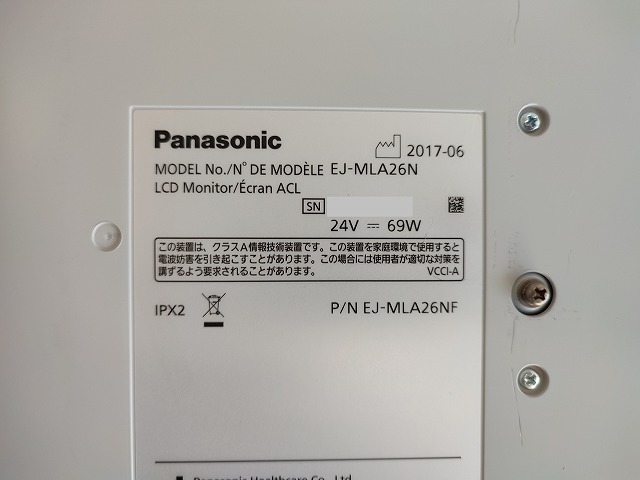 Panasonic
2017-06
MODEL No./N° DE MODÈLE EJ-MLA26N
LCD Monitor/Écran ACL
SN
24V ⎓ 69W
この装置は、クラスA情報技術装置です。この装置を家庭環境で使用すると
電波妨害を引き起こすことがあります。この場合には使用者が適切な対策を
講ずるよう要求されることがあります。 VCCI-A
IPX2
P/N EJ-MLA26NF
Panasonic Healthcare Co., Ltd.